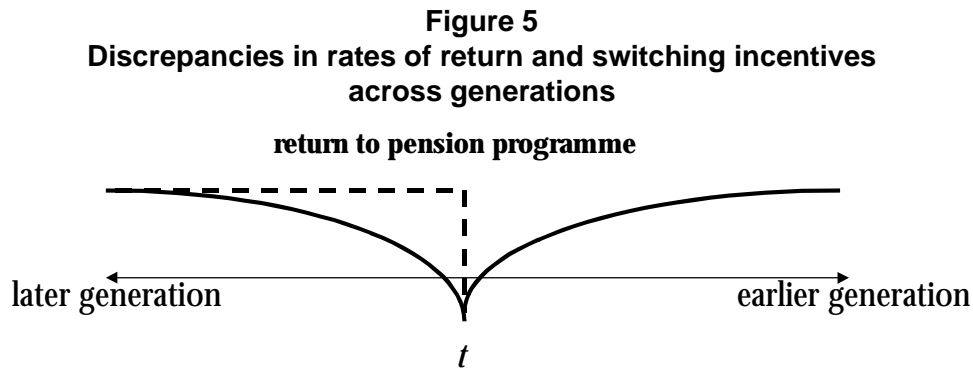 Figure 5
Discrepancies in rates of return and switching incentives
across generations
return to pension programme
later generation
earlier generation
t